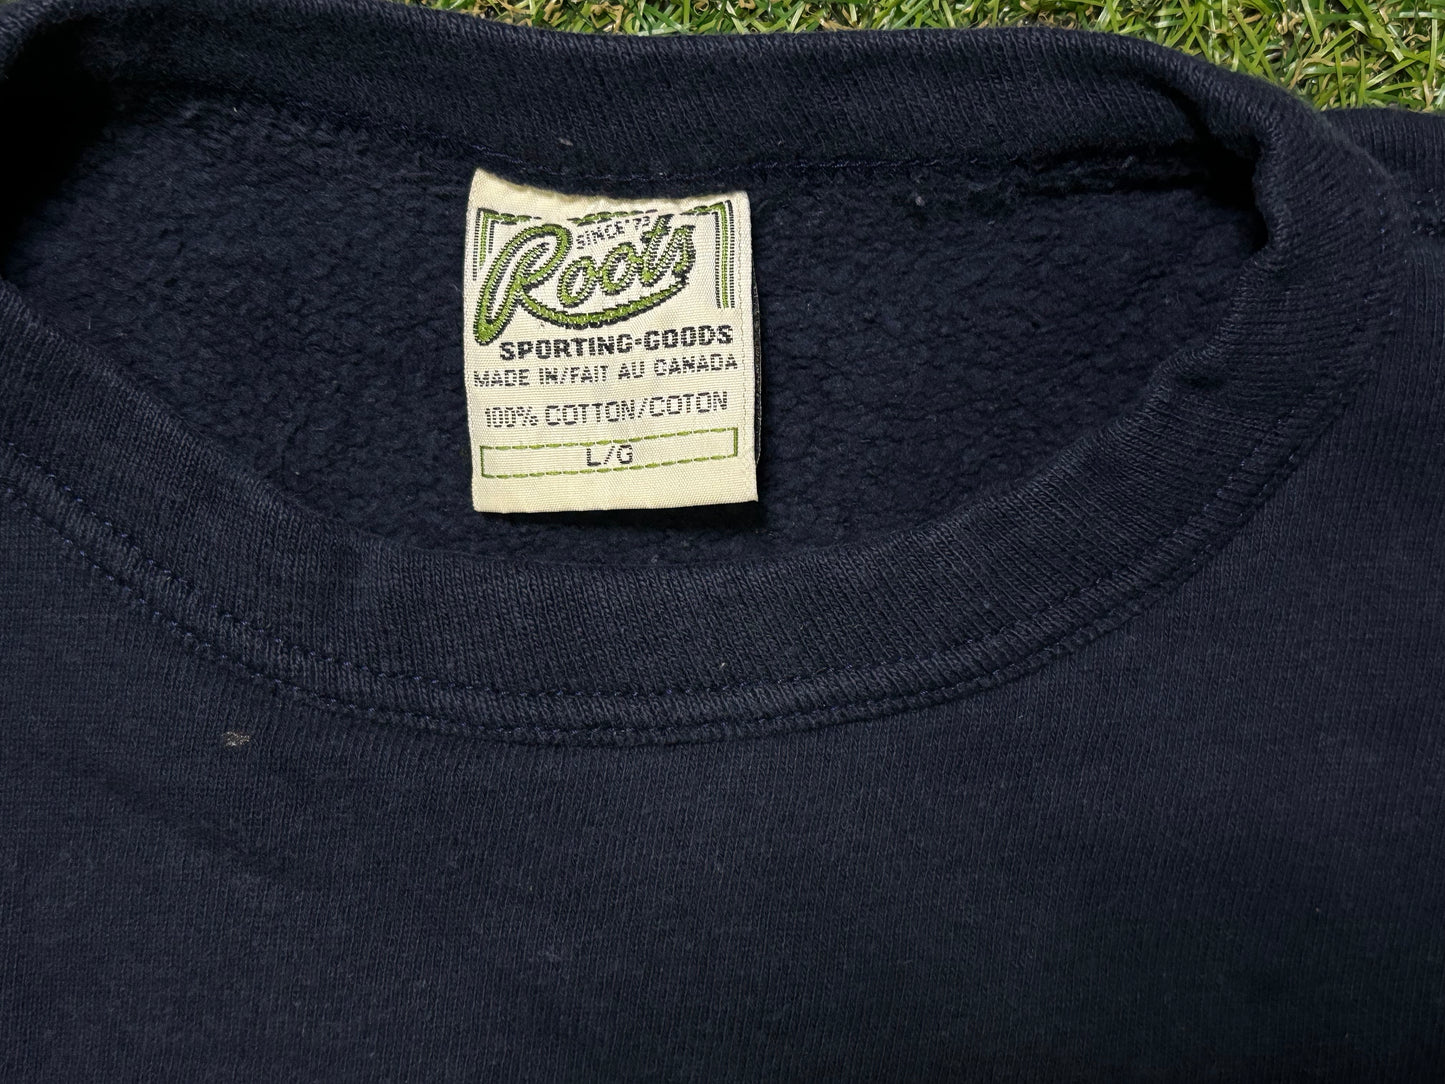 SINCE '73
Roots
SPORTING-GOODS
MADE IN/FAIT AU CANADA
100% COTTON/COTON
L/G